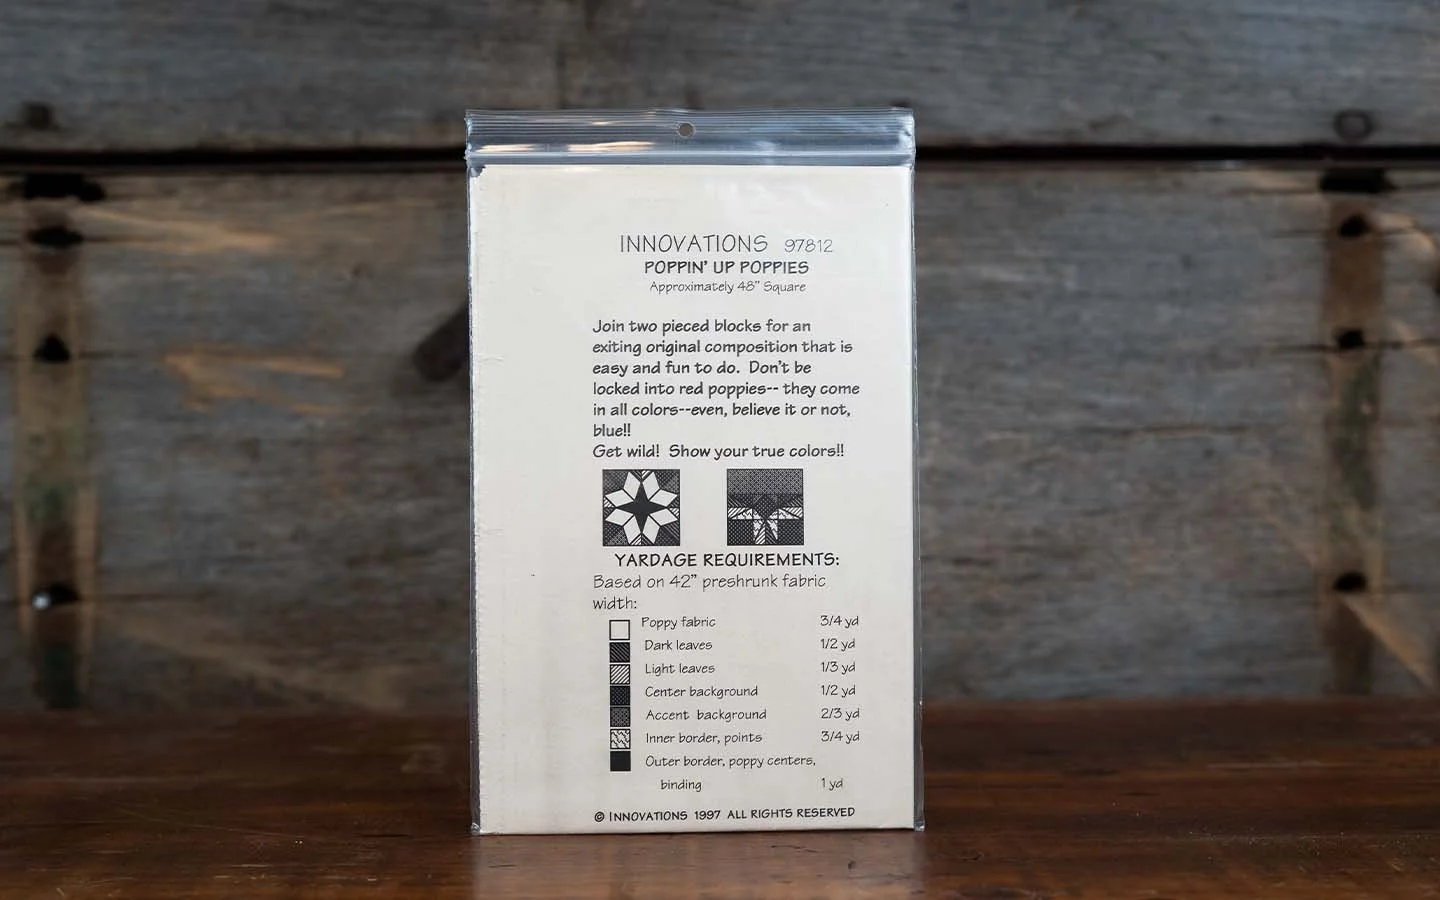 INNOVATIONS 97812
POPPIN' UP POPPIES
Approximately 48" Square
Join two pieced blocks for an
exiting original composition that is
easy and fun to do. Don't be
locked into red poppies-- they come
in all colors--even, believe it or not,
blue!!
Get wild! Show your true colors!!
YARDAGE REQUIREMENTS:
Based on 42" preshrunk fabric
width:
Poppy fabric 3/4 yd
Dark leaves 1/2 yd
Light leaves 1/3 yd
Center background 1/2 yd
Accent background 2/3 yd
Inner border, points 3/4 yd
Outer border, poppy centers,
binding 1 yd
© INNOVATIONS 1997 ALL RIGHTS RESERVED